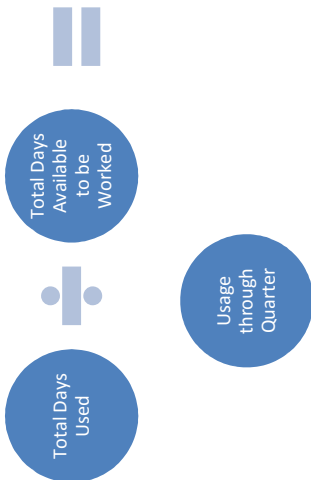 Total Days
Used
÷
Total Days
Available
to be
Worked
=
Usage
through
Quarter